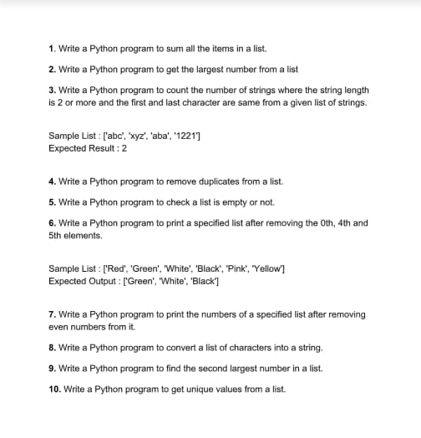 1. Write a Python program to sum all the items in a list.
2. Write a Python program to get the largest number from a list
3. Write a Python program to count the number of strings where the string length
is 2 or more and the first and last character are same from a given list of strings.
Sample List : ['abc', 'xyz', 'aba', '1221']
Expected Result : 2
4. Write a Python program to remove duplicates from a list.
5. Write a Python program to check a list is empty or not.
6. Write a Python program to print a specified list after removing the 0th, 4th and
5th elements.
Sample List : ['Red', 'Green', 'White', 'Black', 'Pink', 'Yellow']
Expected Output : ['Green', 'White', 'Black']
7. Write a Python program to print the numbers of a specified list after removing
even numbers from it.
8. Write a Python program to convert a list of characters into a string.
9. Write a Python program to find the second largest number in a list.
10. Write a Python program to get unique values from a list.